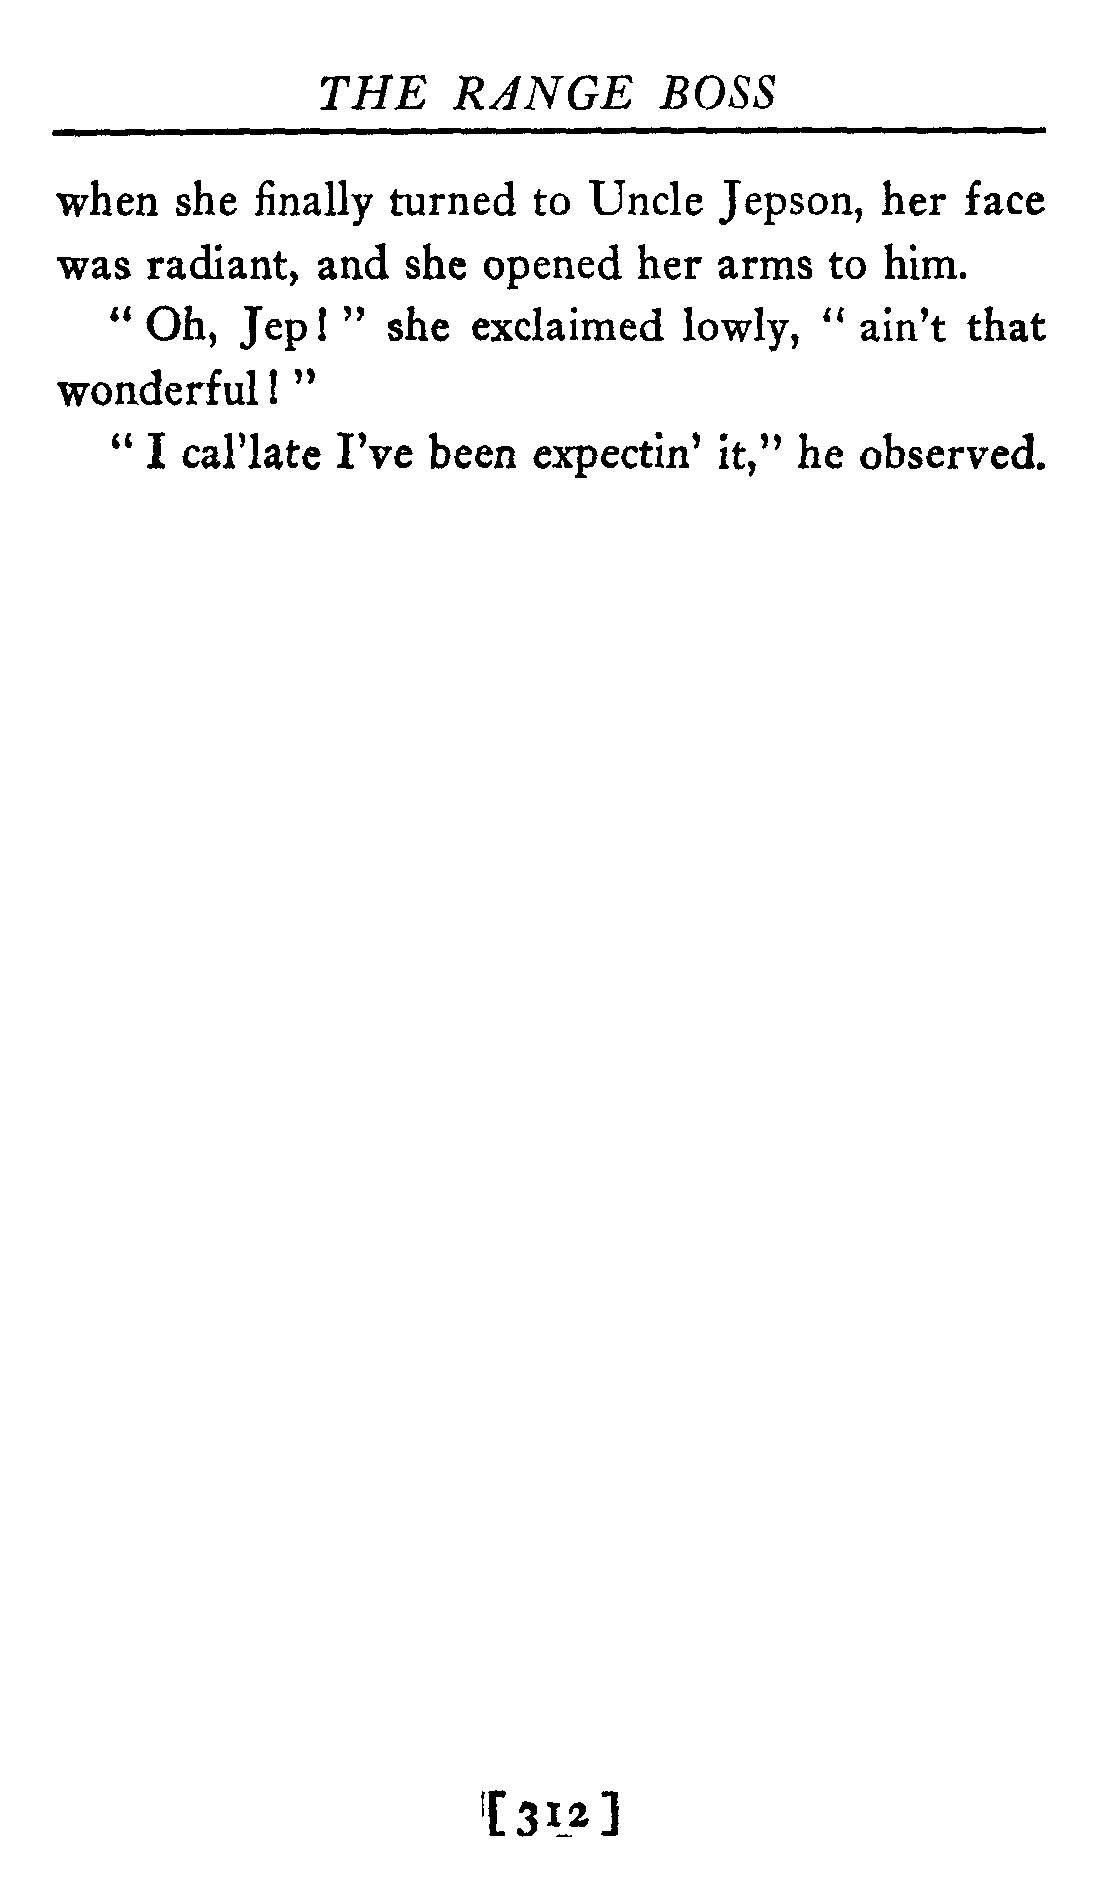 THE RANGE BOSS
when she finally turned to Uncle Jepson, her face
was radiant, and she opened her arms to him.
“ Oh, Jep! ” she exclaimed lowly, “ ain't that
wonderful! ”
“ I cal'late I've been expectin' it,” he observed.
[ 312 ]